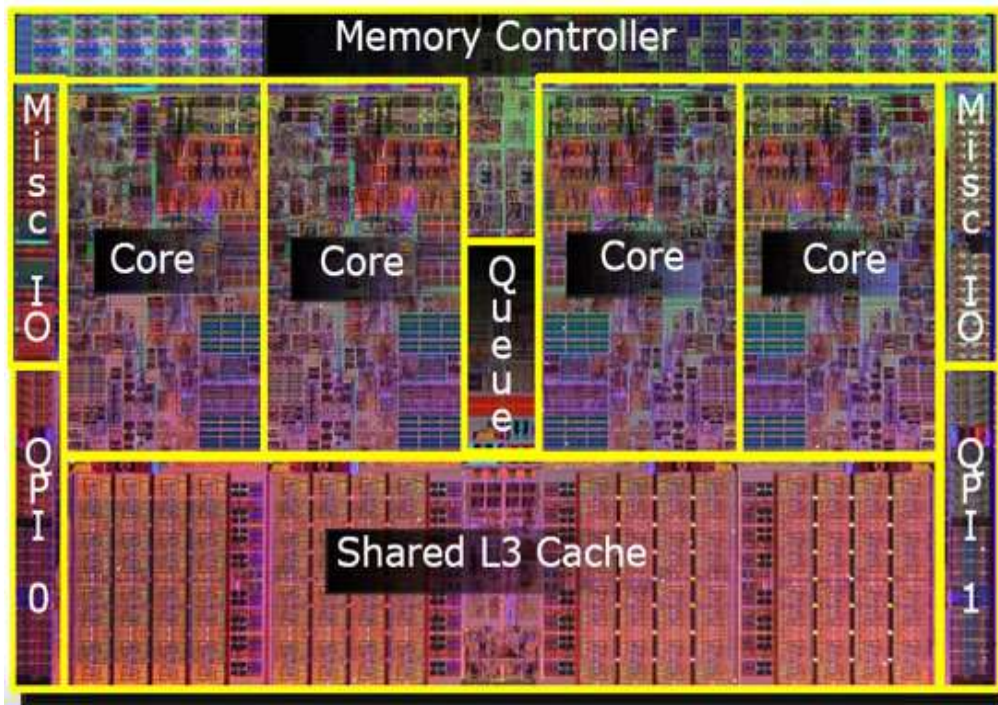 Memory Controller
Misc IO
Core
Core
Queue
Core
Core
Misc IO
QPI 0
Shared L3 Cache
QPI 1